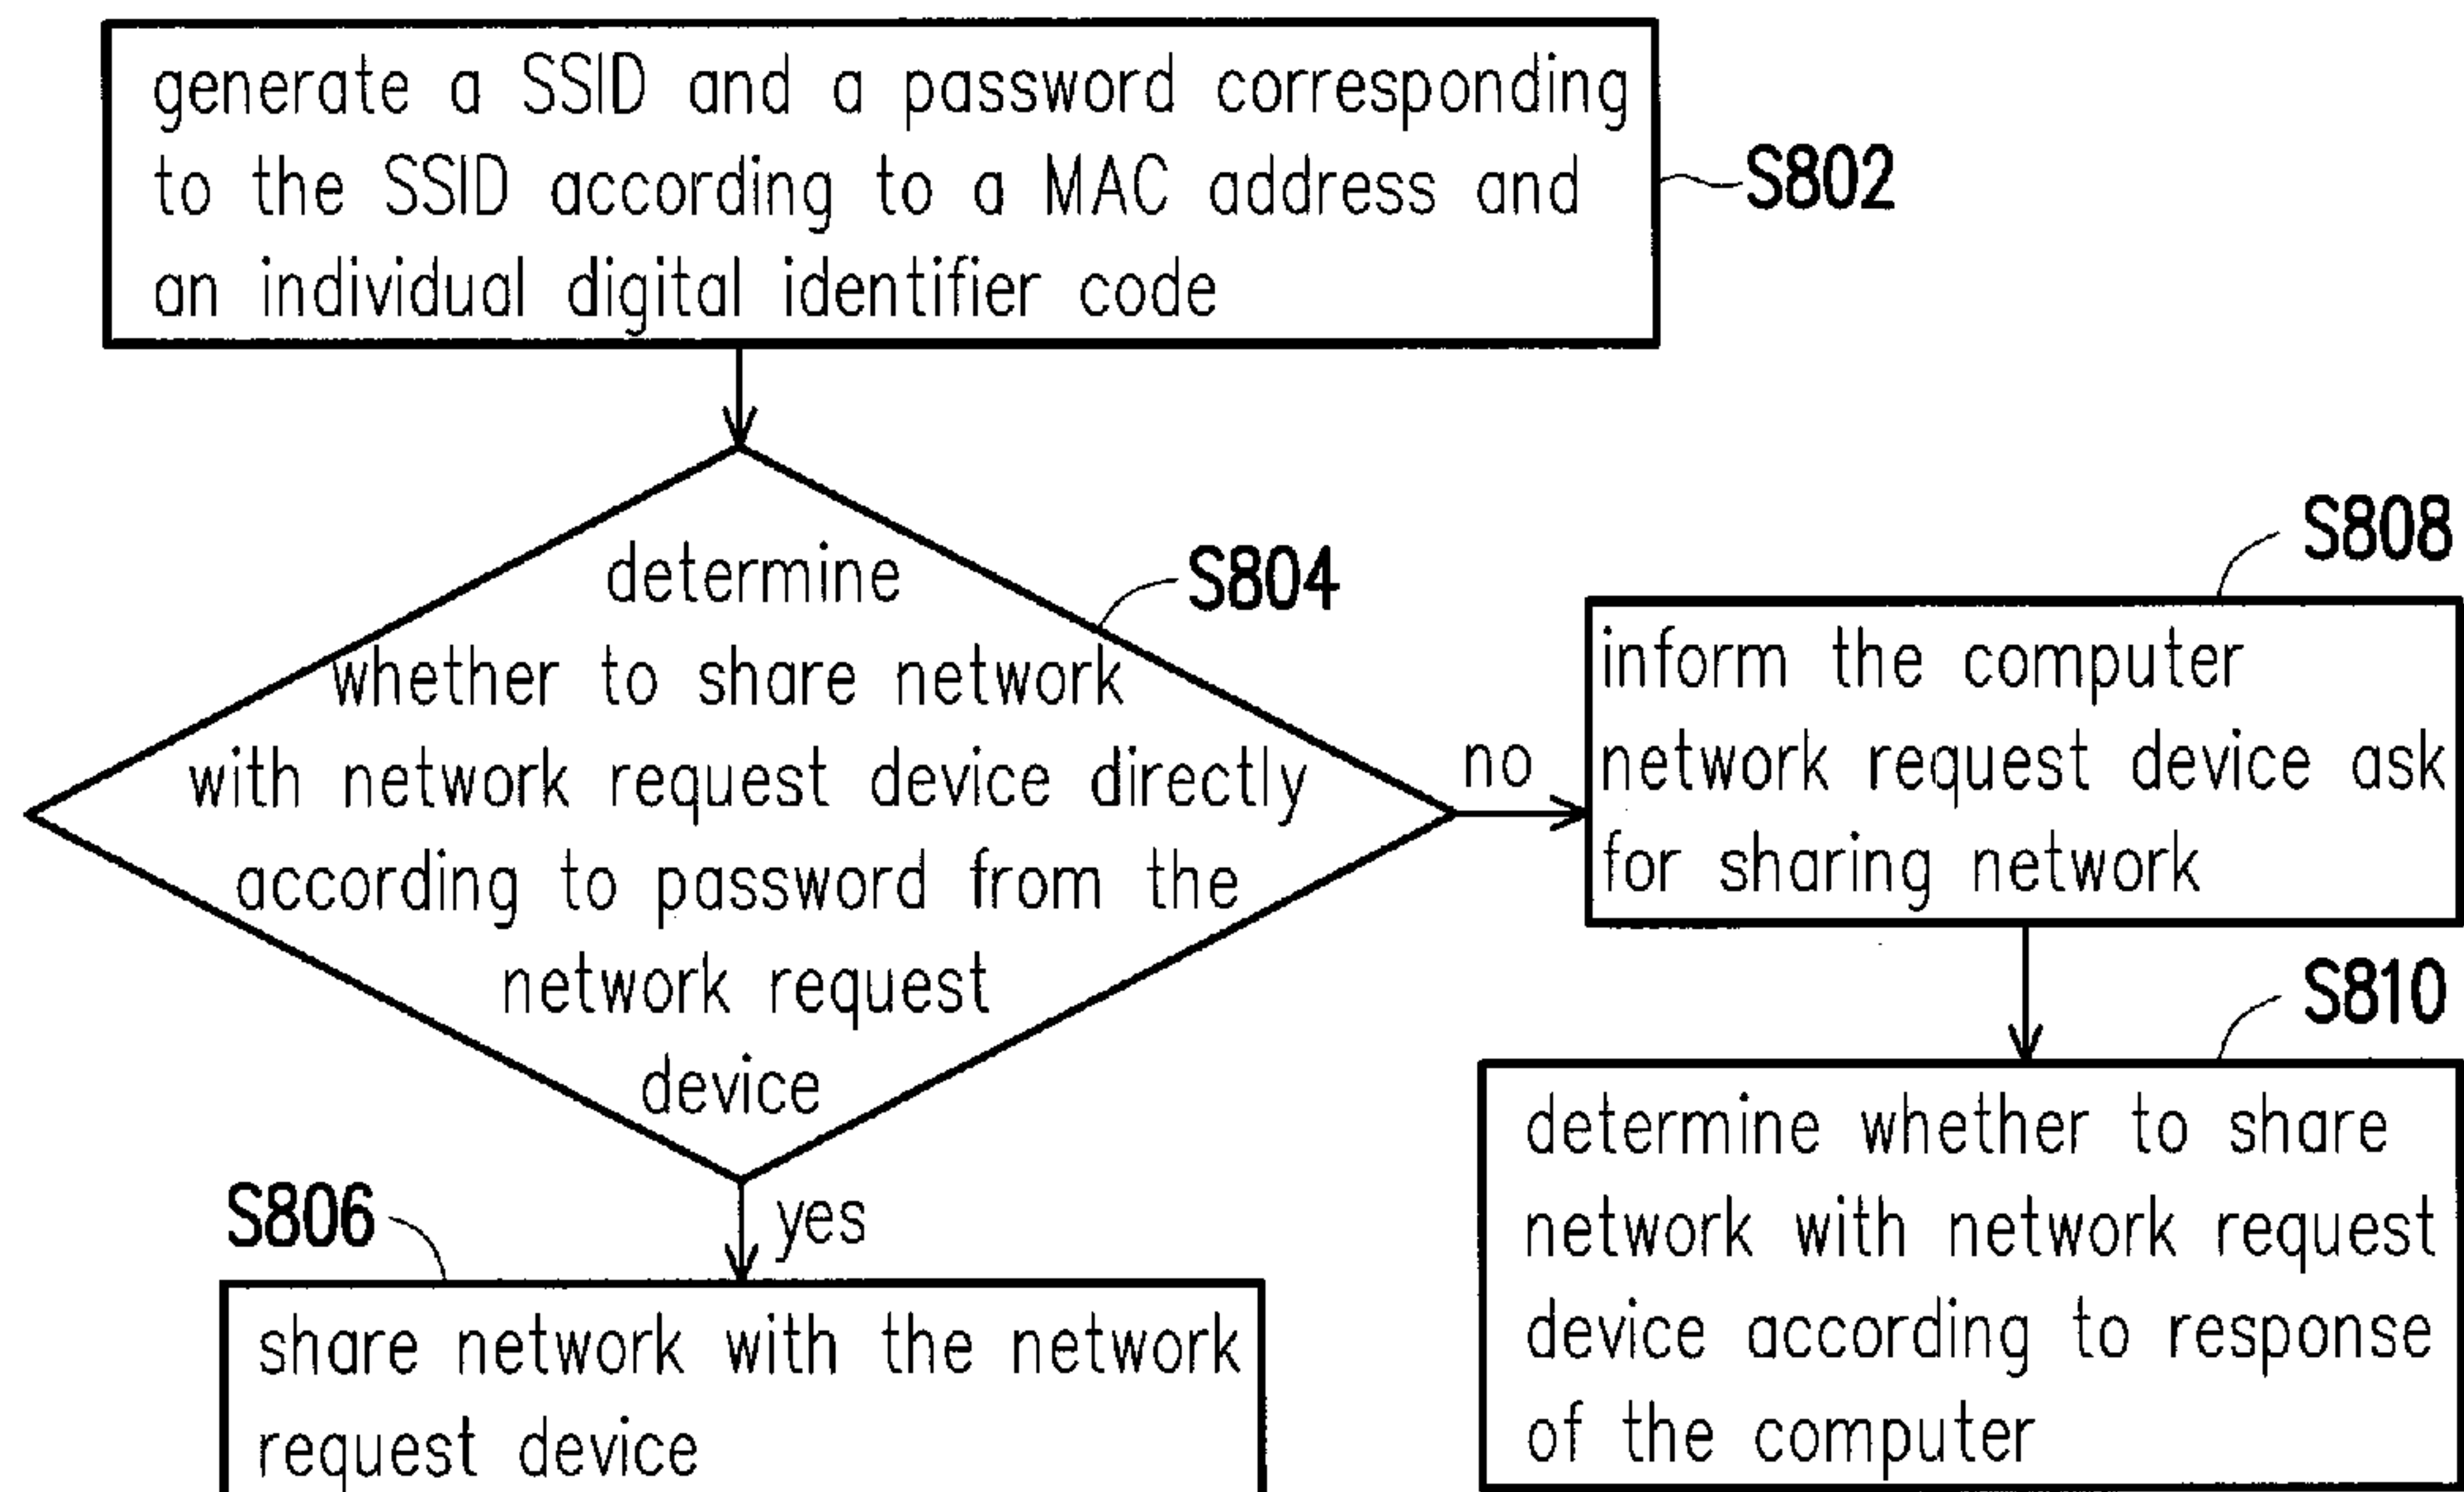 generate a SSID and a password corresponding
to the SSID according to a MAC address and
an individual digital identifier code
S802
determine
whether to share network
with network request device directly
according to password from the
network request
device
S804
no
yes
S806
share network with the network
request device
S808
inform the computer
network request device ask
for sharing network
S810
determine whether to share
network with network request
device according to response
of the computer